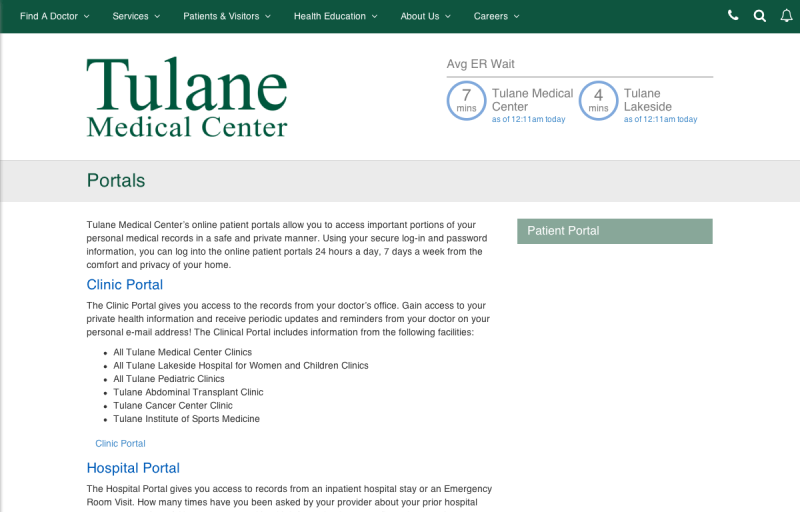 Find A Doctor Services Patients & Visitors Health Education About Us Careers
Tulane
Medical Center
Avg ER Wait
7 mins
Tulane Medical Center
as of 12:11am today
4 mins
Tulane Lakeside
as of 12:11am today
Portals
Tulane Medical Center's online patient portals allow you to access important portions of your
personal medical records in a safe and private manner. Using your secure log-in and password
information, you can log into the online patient portals 24 hours a day, 7 days a week from the
comfort and privacy of your home.
Clinic Portal
The Clinic Portal gives you access to the records from your doctor's office. Gain access to your
private health information and receive periodic updates and reminders from your doctor on your
personal e-mail address! The Clinical Portal includes information from the following facilities:
All Tulane Medical Center Clinics
All Tulane Lakeside Hospital for Women and Children Clinics
All Tulane Pediatric Clinics
Tulane Abdominal Transplant Clinic
Tulane Cancer Center Clinic
Tulane Institute of Sports Medicine
Clinic Portal
Hospital Portal
The Hospital Portal gives you access to records from an inpatient hospital stay or an Emergency
Room Visit. How many times have you been asked by your provider about your prior hospital
Patient Portal